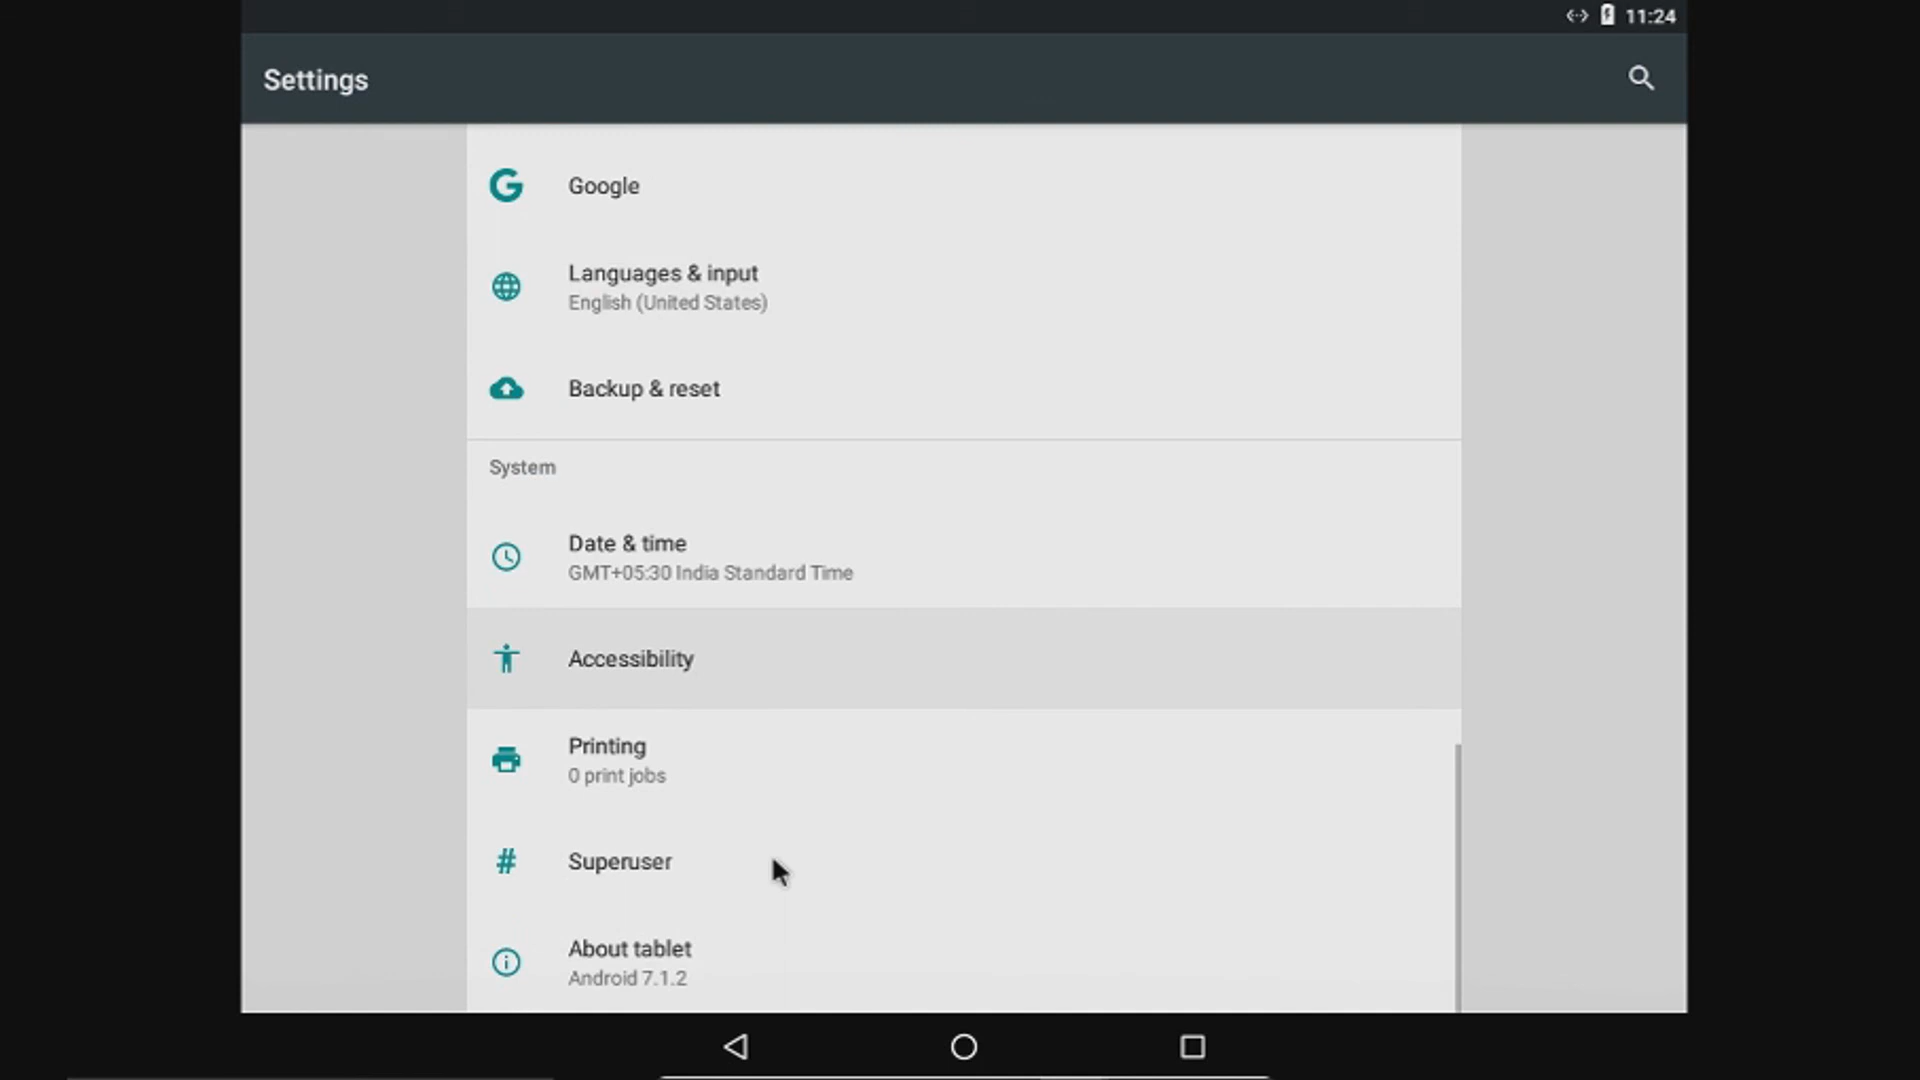 11:24
Settings
Google
Languages & input
English (United States)
Backup & reset
System
Date & time
GMT+05:30 India Standard Time
Accessibility
Printing
0 print jobs
Superuser
About tablet
Android 7.1.2